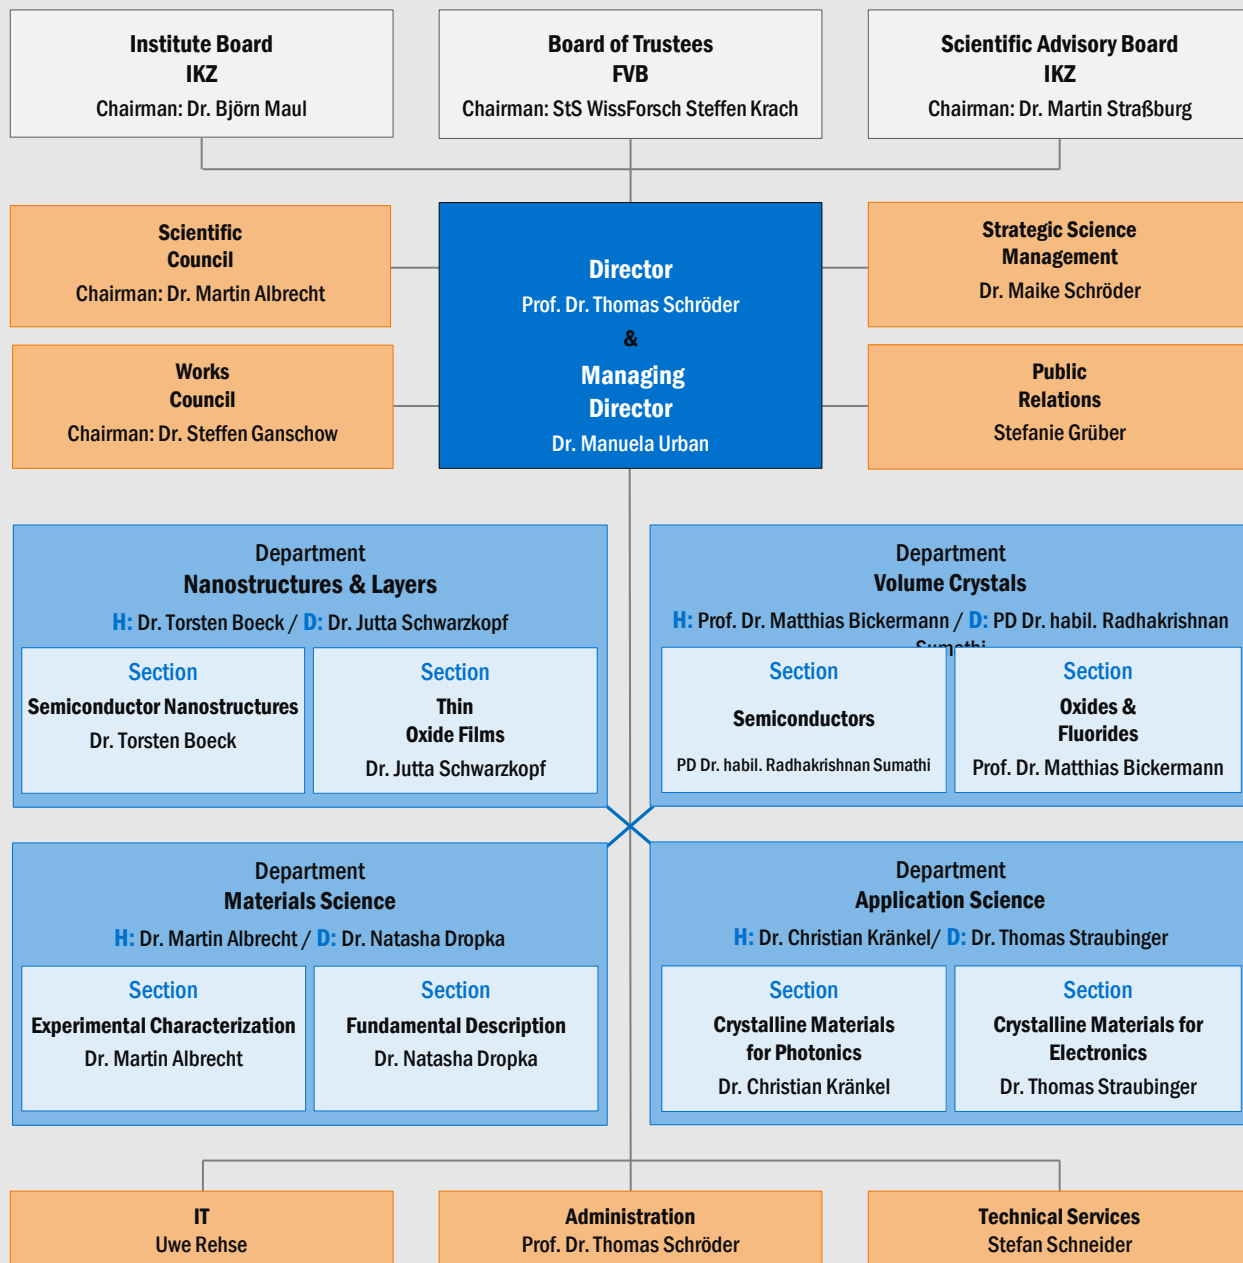 Institute Board
IKZ
Chairman: Dr. Björn Maul
Board of Trustees
FVB
Chairman: StS WissForsch Steffen Krach
Scientific Advisory Board
IKZ
Chairman: Dr. Martin Straßburg
Scientific
Council
Chairman: Dr. Martin Albrecht
Works
Council
Chairman: Dr. Steffen Ganschow
Director
Prof. Dr. Thomas Schröder
&
Managing
Director
Dr. Manuela Urban
Strategic Science
Management
Dr. Maike Schröder
Public
Relations
Stefanie Grüber
Department
Nanostructures & Layers
H: Dr. Torsten Boeck / D: Dr. Jutta Schwarzkopf
Section
Semiconductor Nanostructures
Dr. Torsten Boeck
Section
Thin
Oxide Films
Dr. Jutta Schwarzkopf
Department
Volume Crystals
H: Prof. Dr. Matthias Bickermann / D: PD Dr. habil. Radhakrishnan
Sumathi
Section
Semiconductors
PD Dr. habil. Radhakrishnan Sumathi
Section
Oxides &
Fluorides
Prof. Dr. Matthias Bickermann
Department
Materials Science
H: Dr. Martin Albrecht / D: Dr. Natasha Dropka
Section
Experimental Characterization
Dr. Martin Albrecht
Section
Fundamental Description
Dr. Natasha Dropka
Department
Application Science
H: Dr. Christian Kränkel/ D: Dr. Thomas Straubinger
Section
Crystalline Materials
for Photonics
Dr. Christian Kränkel
Section
Crystalline Materials for
Electronics
Dr. Thomas Straubinger
IT
Uwe Rehse
Administration
Prof. Dr. Thomas Schröder
Technical Services
Stefan Schneider